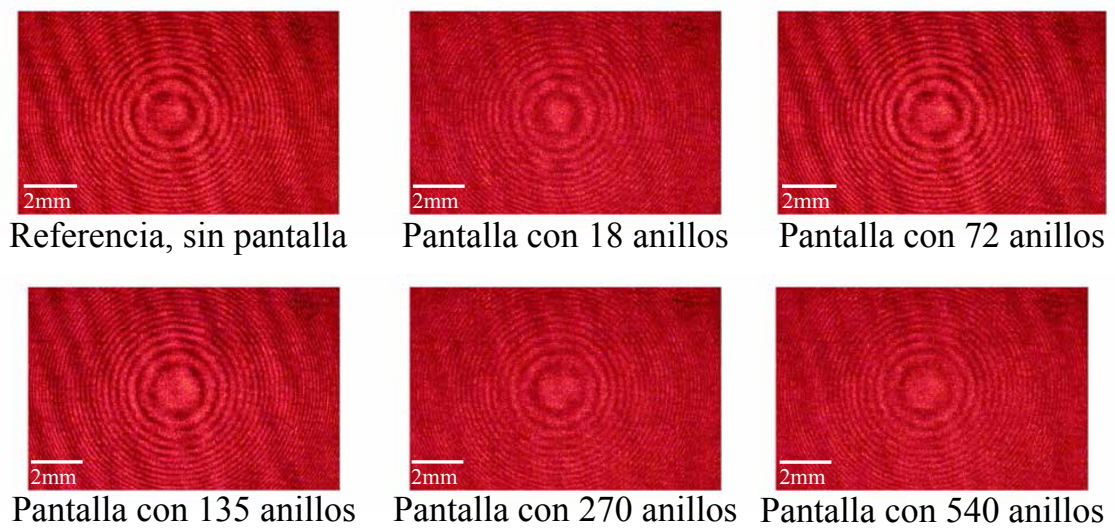 2mm
2mm
2mm
Referencia, sin pantalla
Pantalla con 18 anillos
Pantalla con 72 anillos
2mm
2mm
2mm
Pantalla con 135 anillos
Pantalla con 270 anillos
Pantalla con 540 anillos